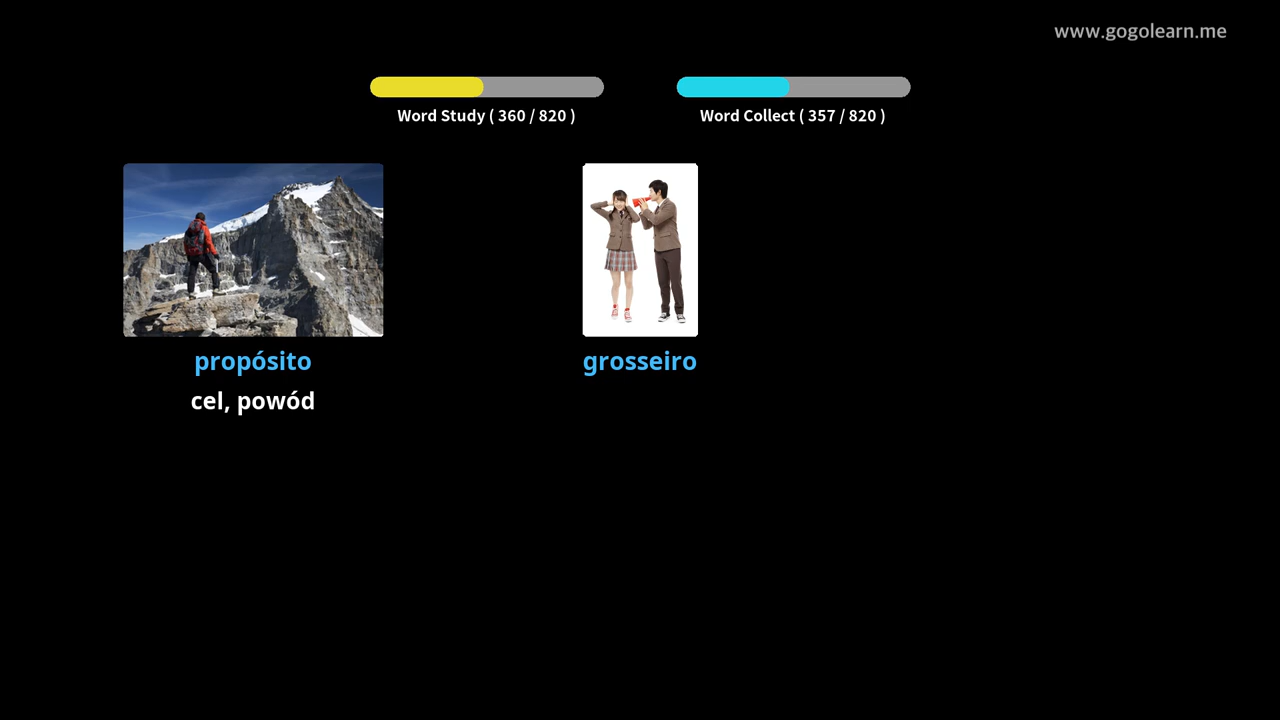 www.gogolearn.me
Word Study ( 360 / 820 )
Word Collect ( 357 / 820 )
propósito
grosseiro
cel, powód